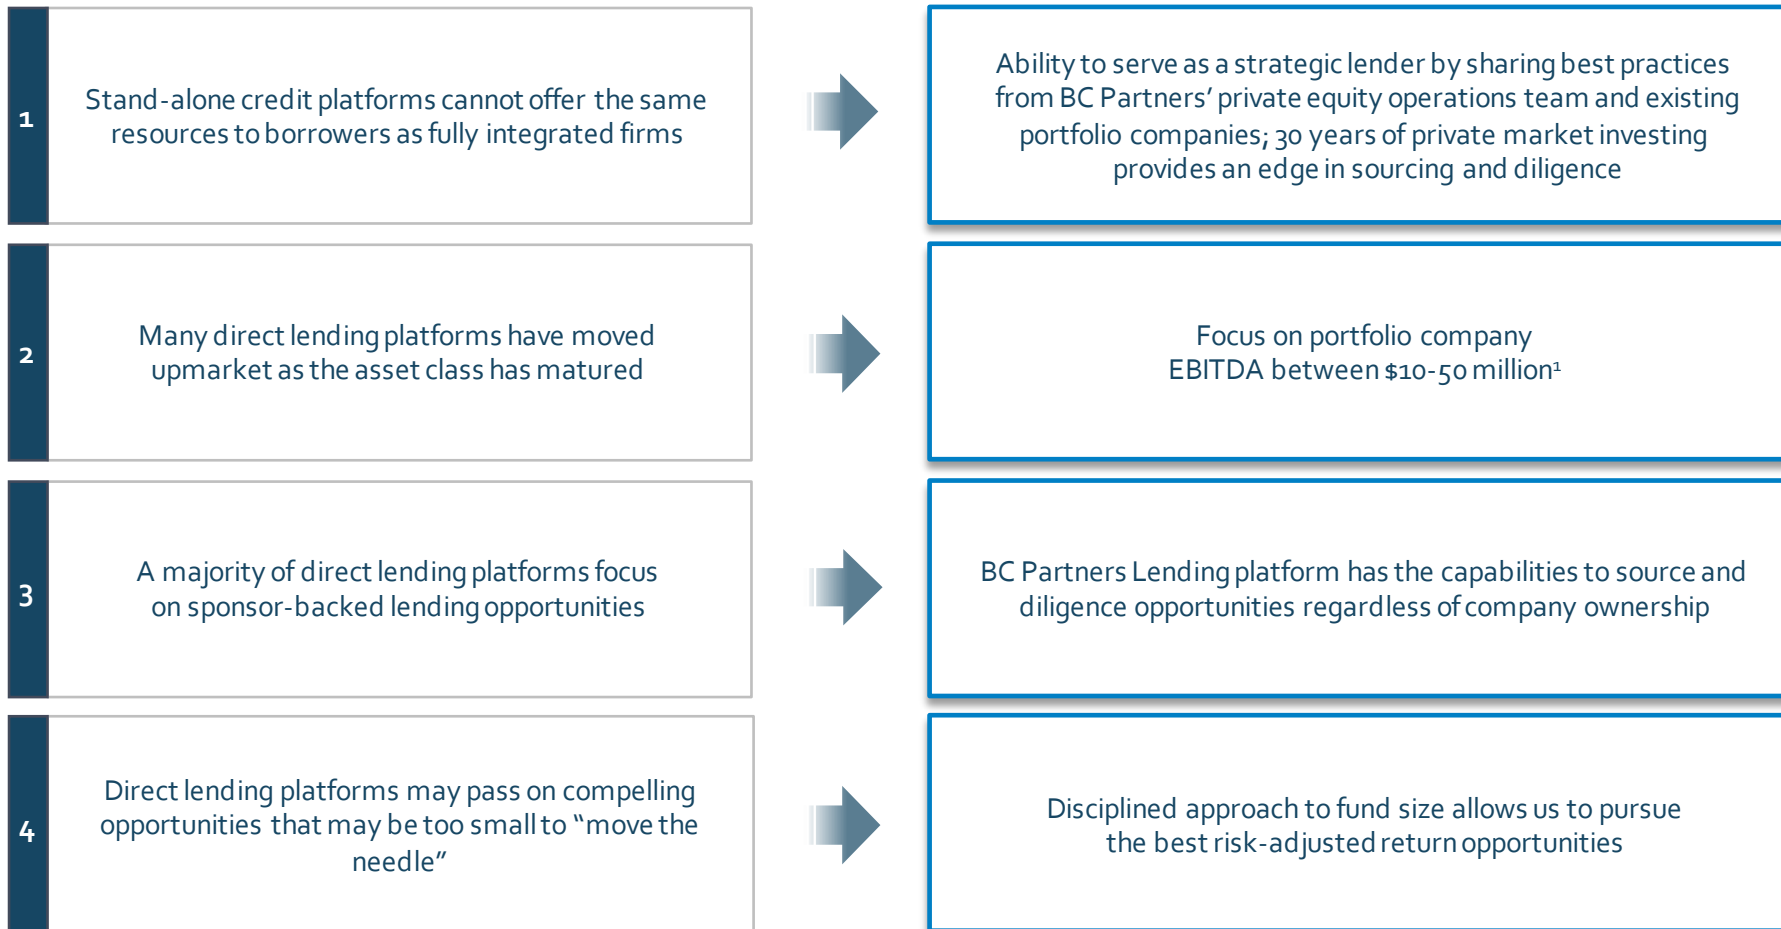 1
Stand-alone credit platforms cannot offer the same
resources to borrowers as fully integrated firms
Ability to serve as a strategic lender by sharing best practices
from BC Partners’ private equity operations team and existing
portfolio companies; 30 years of private market investing
provides an edge in sourcing and diligence
2
Many direct lending platforms have moved
upmarket as the asset class has matured
Focus on portfolio company
EBITDA between $10-50 million¹
3
A majority of direct lending platforms focus
on sponsor-backed lending opportunities
BC Partners Lending platform has the capabilities to source and
diligence opportunities regardless of company ownership
4
Direct lending platforms may pass on compelling
opportunities that may be too small to “move the
needle”
Disciplined approach to fund size allows us to pursue
the best risk-adjusted return opportunities